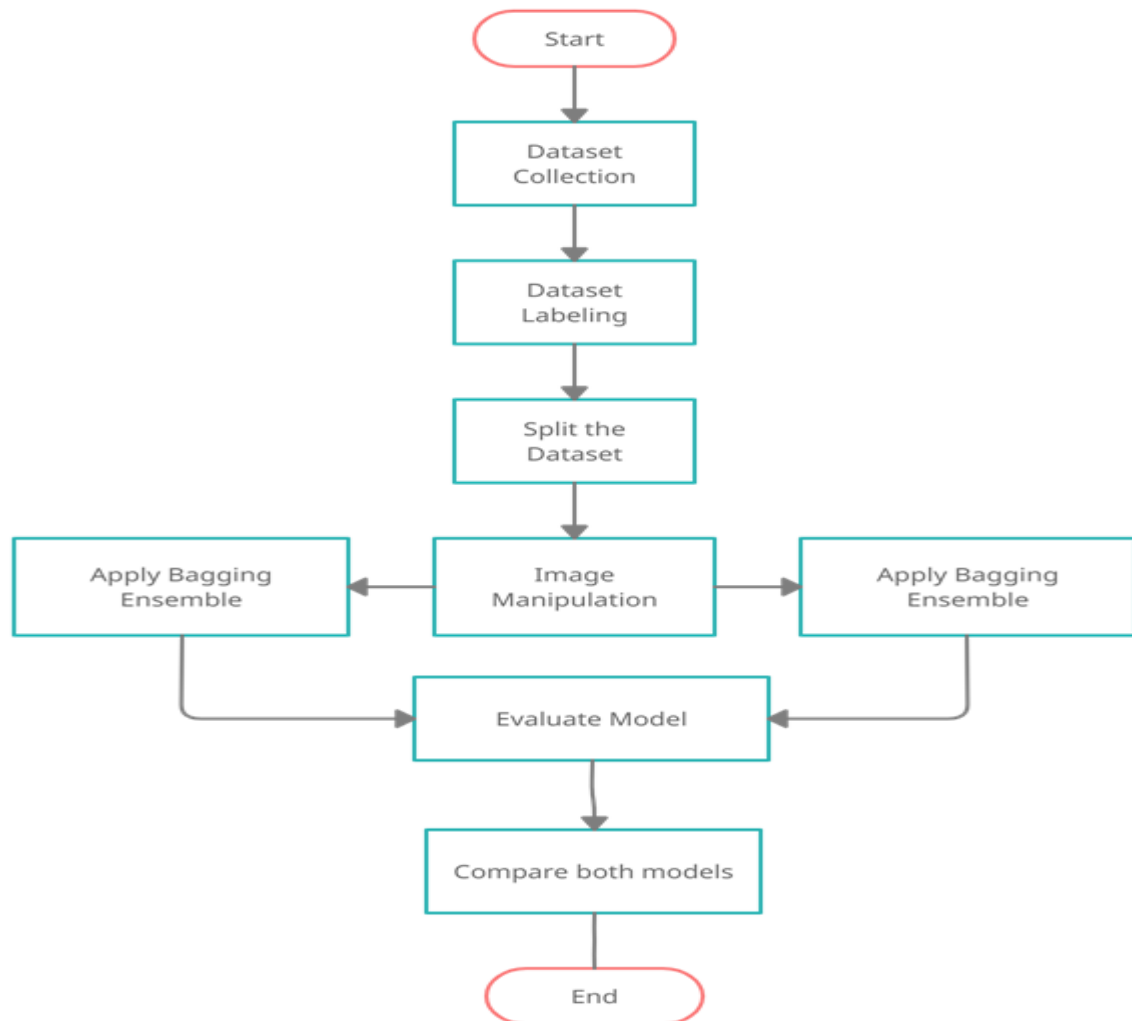 Start
Dataset
Collection
Dataset
Labeling
Split the
Dataset
Apply Bagging
Ensemble
Image
Manipulation
Apply Bagging
Ensemble
Evaluate Model
Compare both models
End